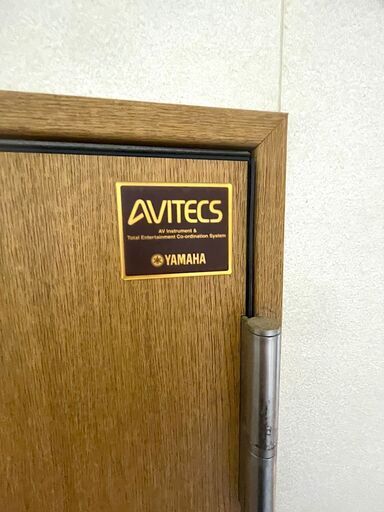 AVITECS
AV Instrument &
Total Entertainment Co-ordination System
YAMAHA